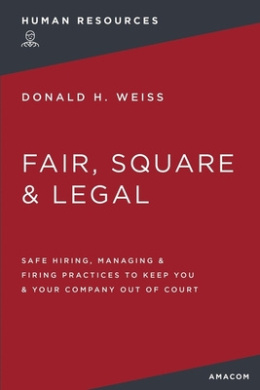 HUMAN RESOURCES
DONALD H. WEISS
FAIR, SQUARE
& LEGAL
SAFE HIRING, MANAGING &
FIRING PRACTICES TO KEEP YOU
& YOUR COMPANY OUT OF COURT
AMACOM